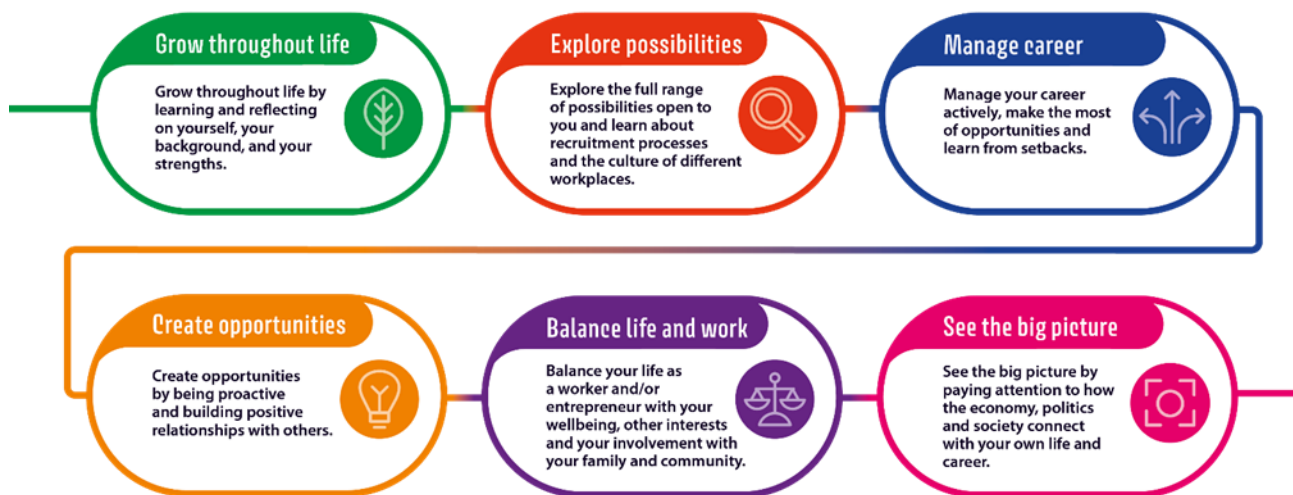 Grow throughout life
Grow throughout life by
learning and reflecting
on yourself, your
background, and your
strengths.
Explore possibilities
Explore the full range
of possibilities open to
you and learn about
recruitment processes
and the culture of different
workplaces.
Manage career
Manage your career
actively, make the most
of opportunities and
learn from setbacks.
Create opportunities
Create opportunities
by being proactive
and building positive
relationships with others.
Balance life and work
Balance your life as
a worker and/or
entrepreneur with your
wellbeing, other interests
and your involvement with
your family and community.
See the big picture
See the big picture by
paying attention to how
the economy, politics
and society connect
with your own life and
career.